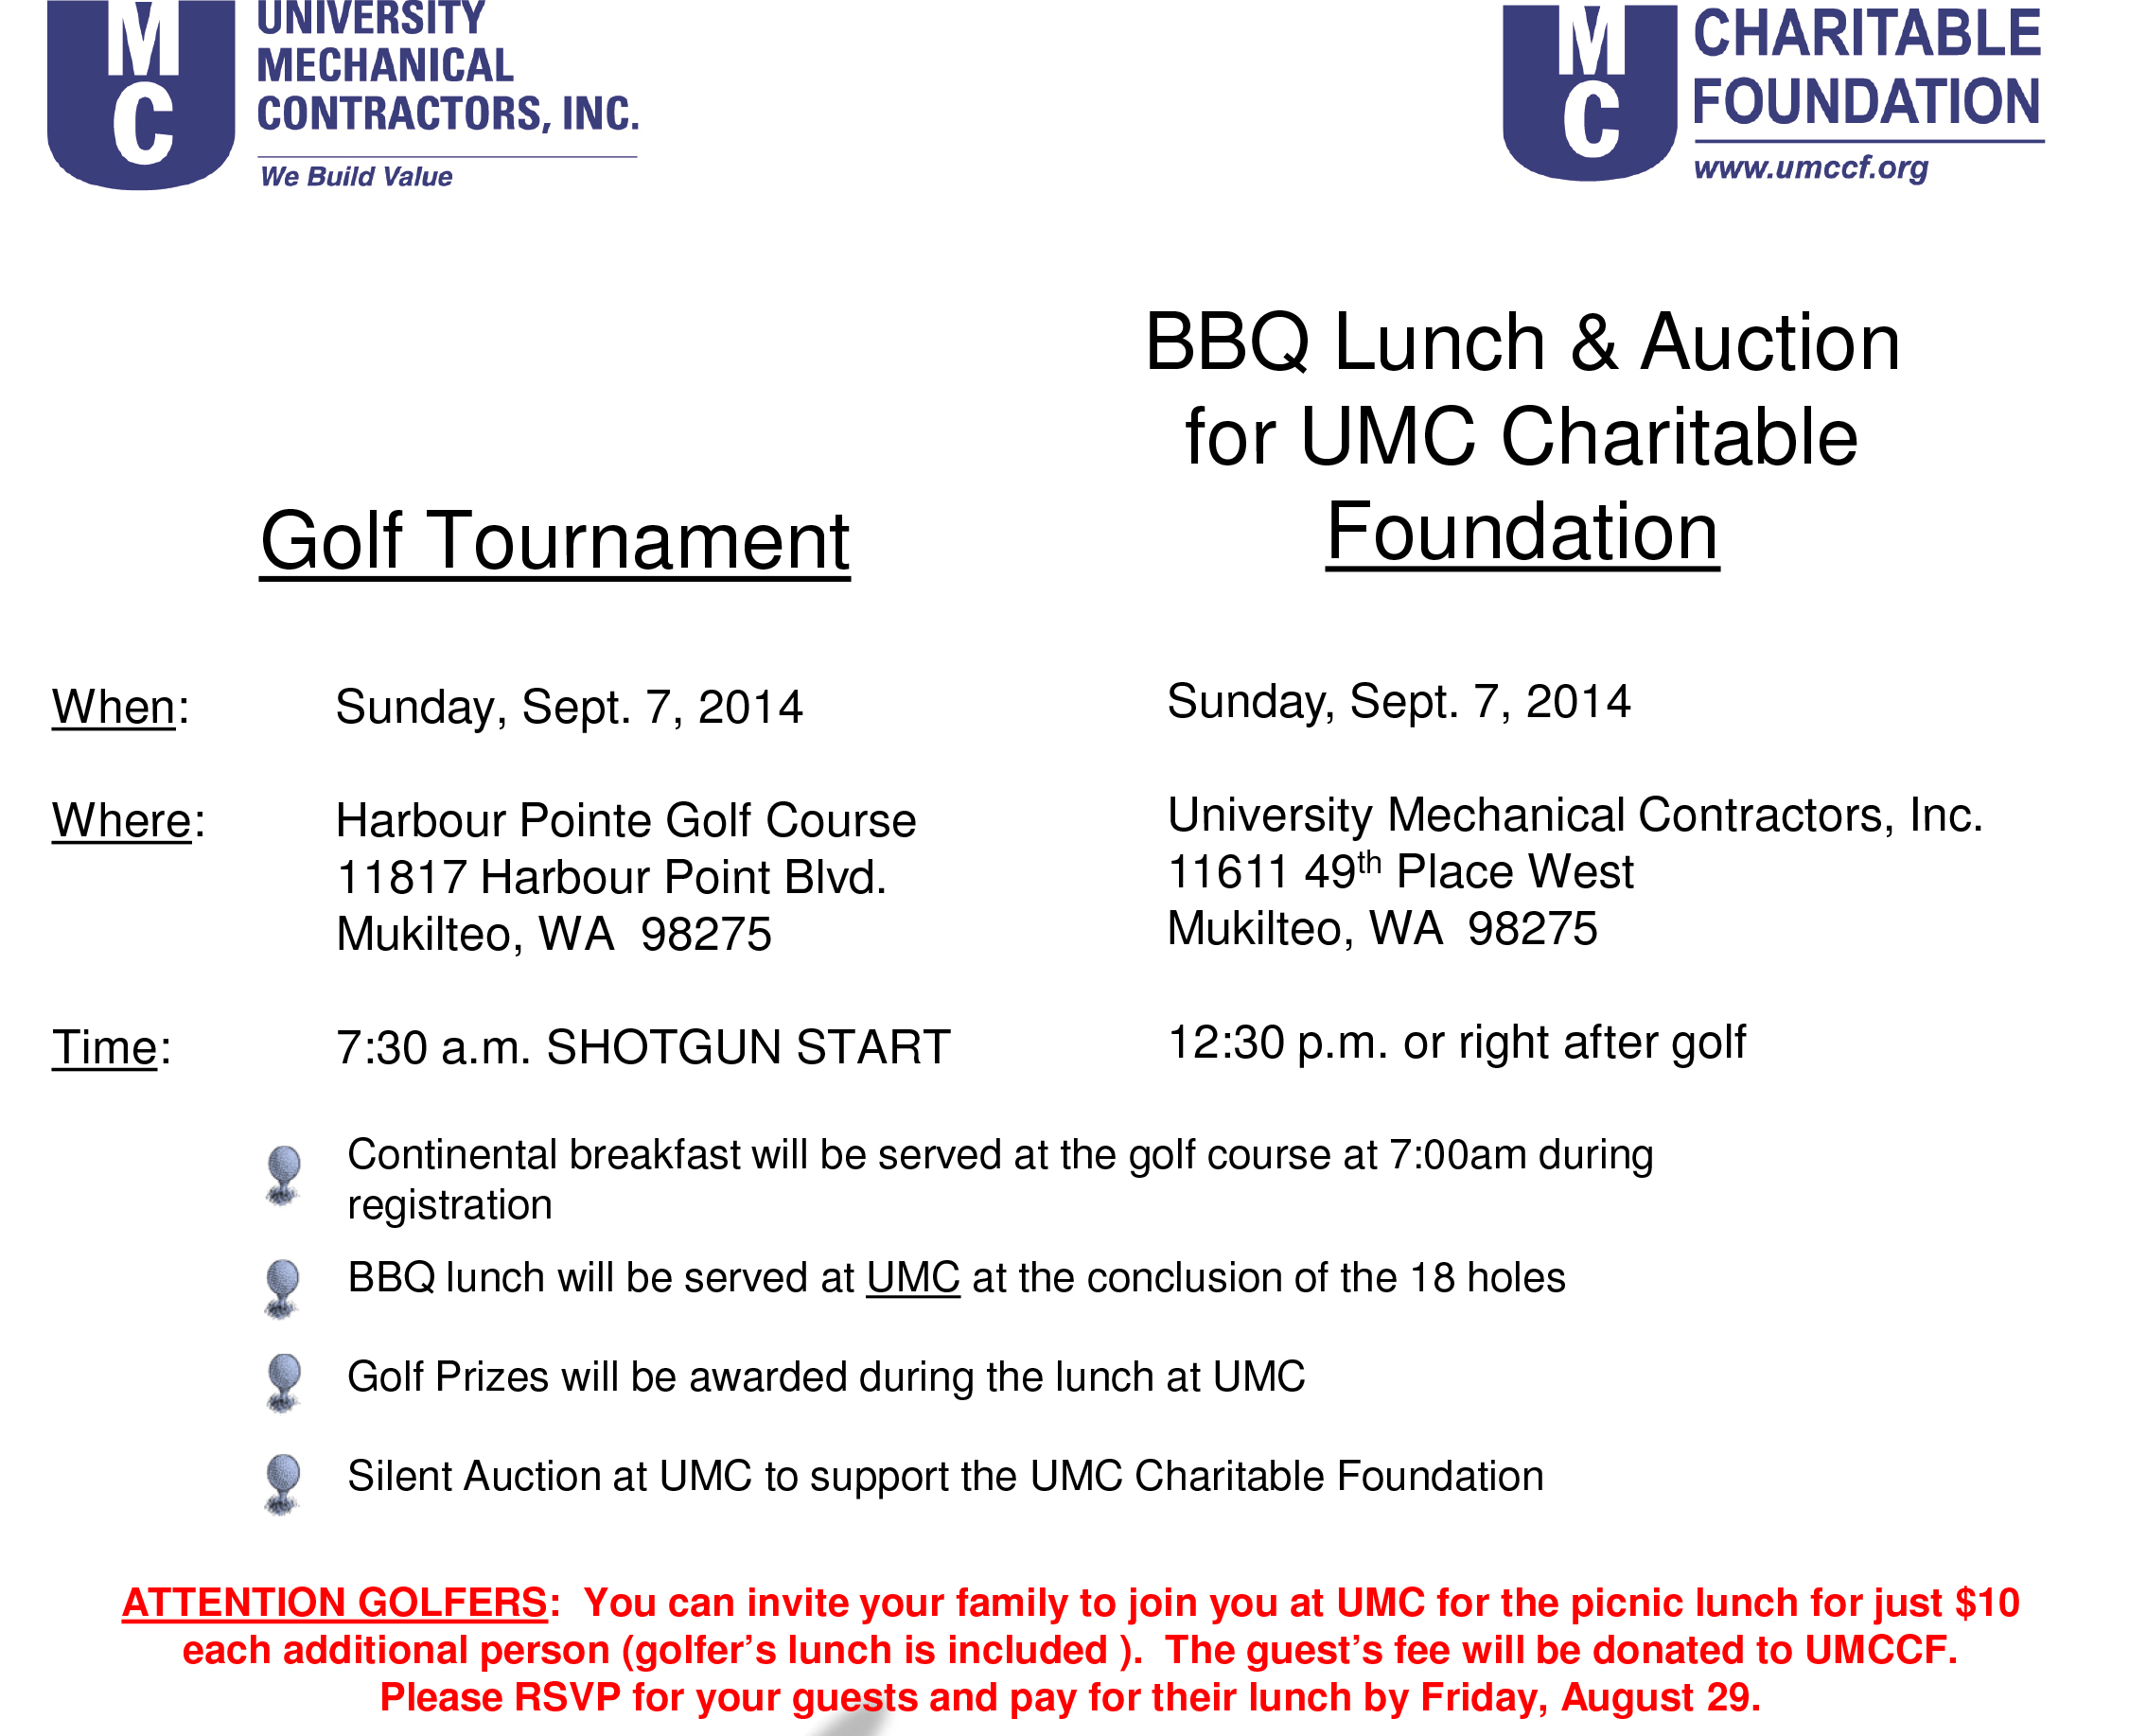 UNIVERSITY
MECHANICAL
CONTRACTORS, INC.
We Build Value
M
C
CHARITABLE
FOUNDATION
www.umccf.org
M
C
BBQ Lunch & Auction
for UMC Charitable
Foundation
Golf Tournament
When: Sunday, Sept. 7, 2014 Sunday, Sept. 7, 2014
Where: Harbour Pointe Golf Course University Mechanical Contractors, Inc.
11817 Harbour Point Blvd. 11611 49th Place West
Mukilteo, WA  98275 Mukilteo, WA  98275
Time: 7:30 a.m. SHOTGUN START 12:30 p.m. or right after golf
Continental breakfast will be served at the golf course at 7:00am during
registration
BBQ lunch will be served at UMC at the conclusion of the 18 holes
Golf Prizes will be awarded during the lunch at UMC
Silent Auction at UMC to support the UMC Charitable Foundation
ATTENTION GOLFERS:  You can invite your family to join you at UMC for the picnic lunch for just $10
each additional person (golfer’s lunch is included ).  The guest’s fee will be donated to UMCCF.
Please RSVP for your guests and pay for their lunch by Friday, August 29.